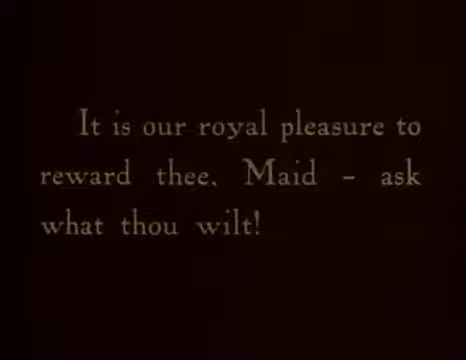 It is our royal pleasure to
reward thee, Maid - ask
what thou wilt!